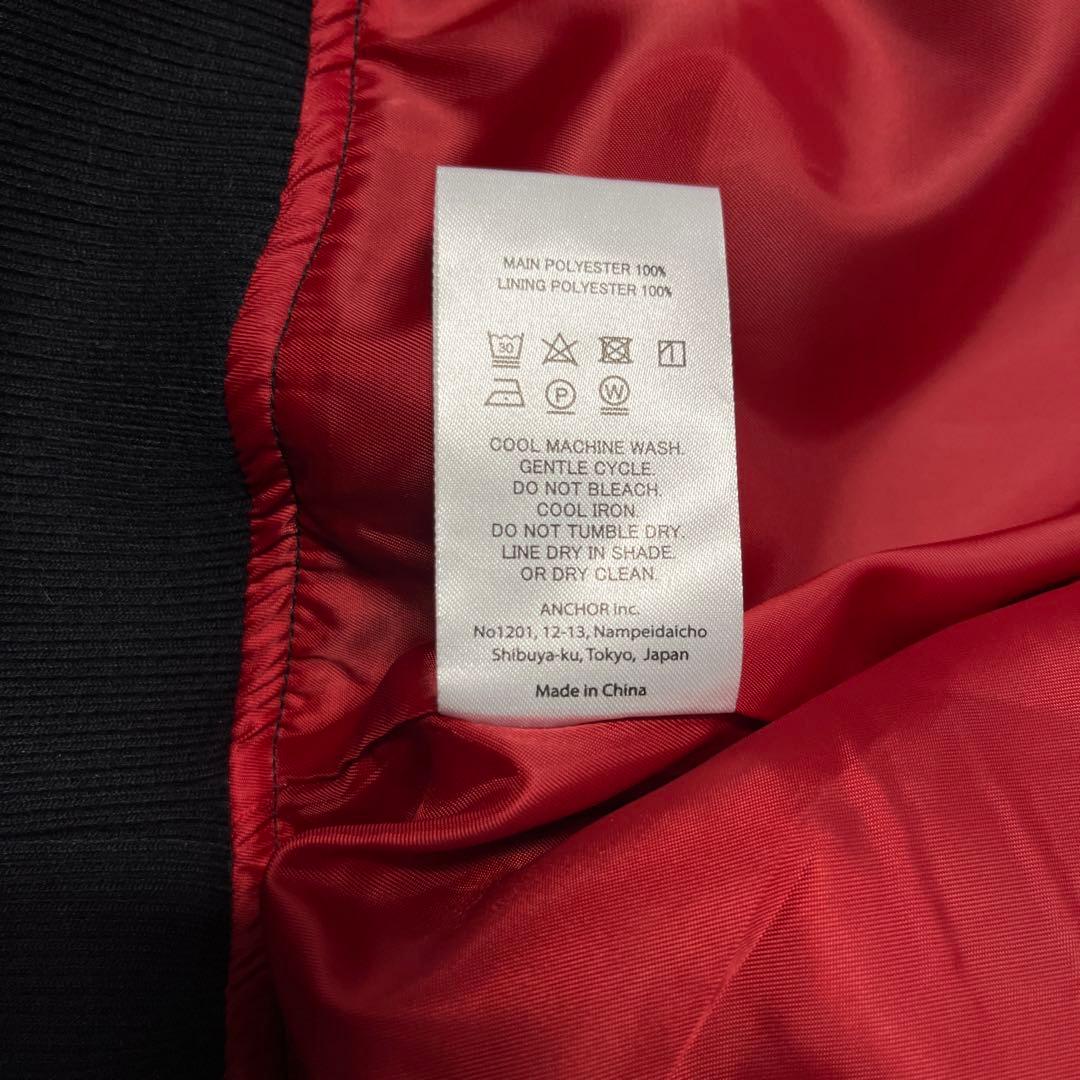 MAIN POLYESTER 100%
LINING POLYESTER 100%
30
P W
COOL MACHINE WASH.
GENTLE CYCLE.
DO NOT BLEACH.
COOL IRON.
DO NOT TUMBLE DRY.
LINE DRY IN SHADE.
OR DRY CLEAN.
ANCHOR Inc.
No1201, 12-13, Nampeidaicho
Shibuya-ku, Tokyo, Japan
Made in China